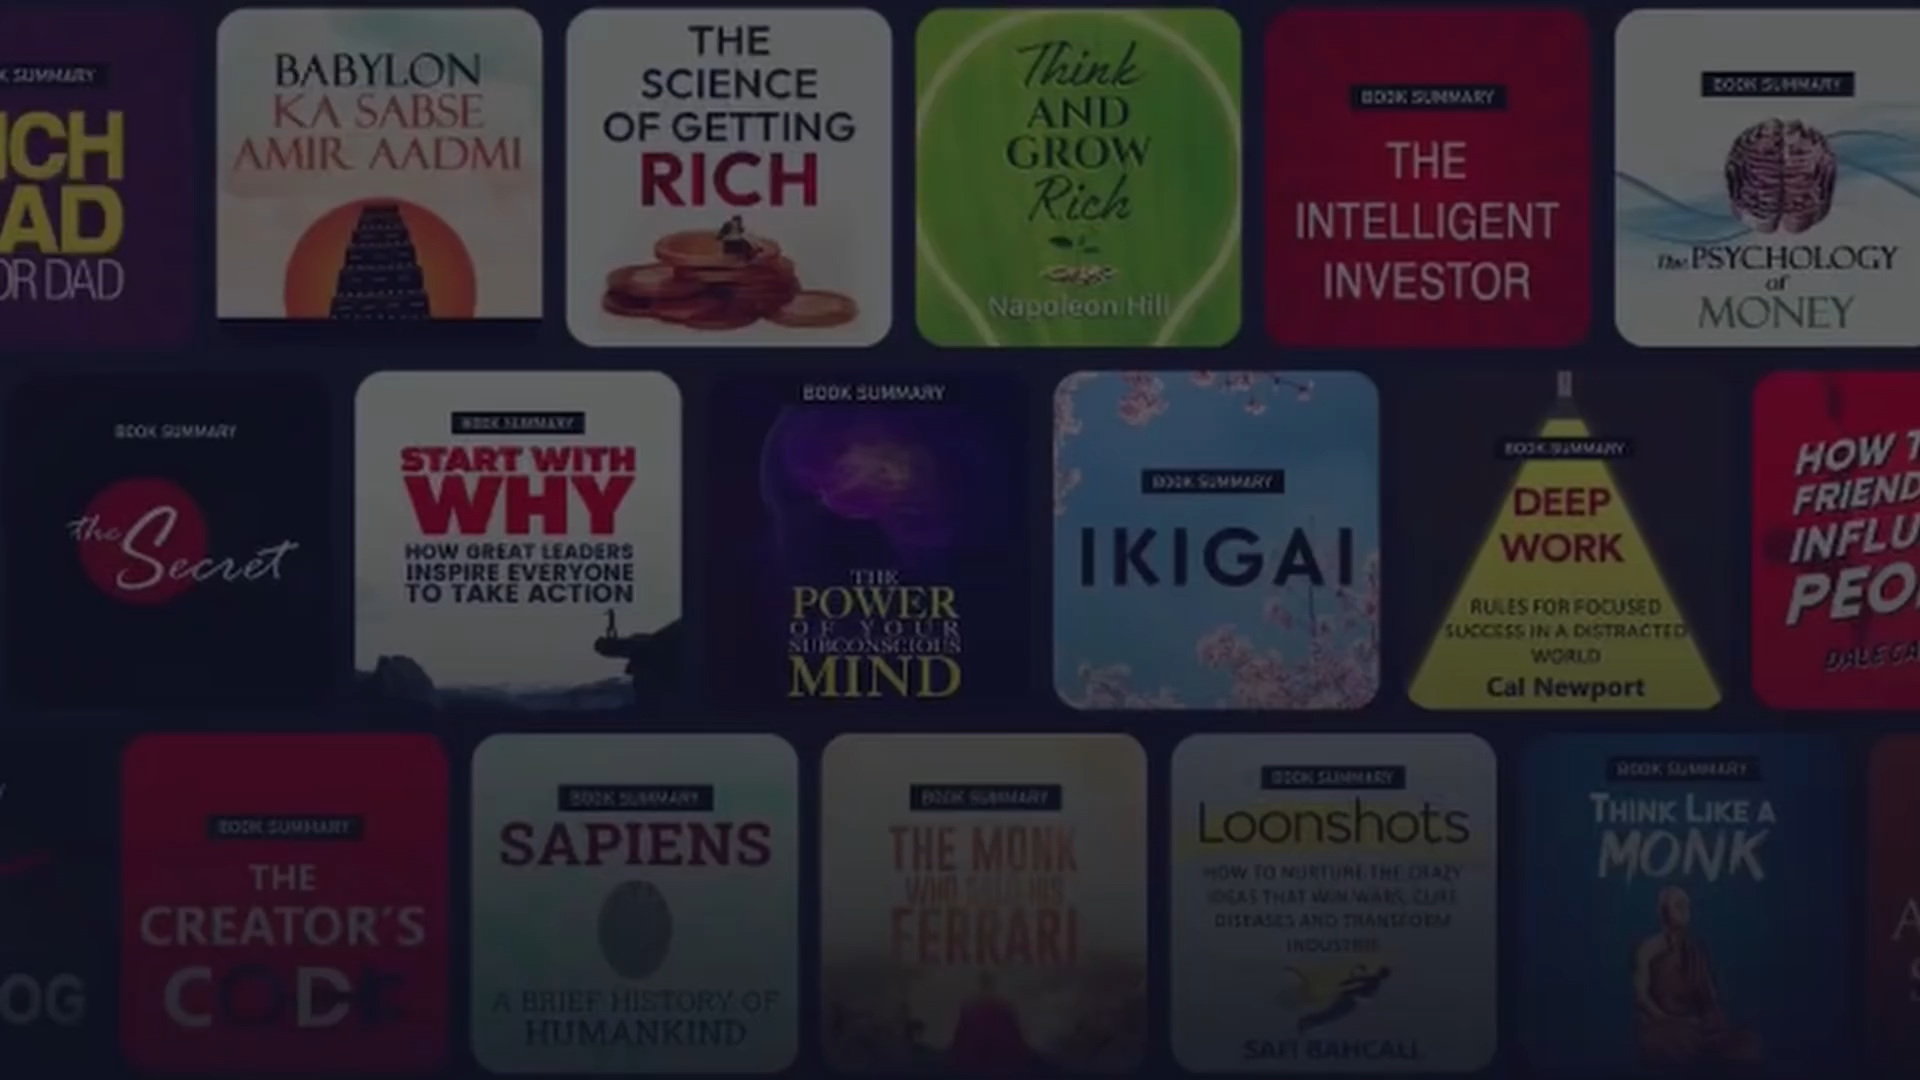 K SUMMARY
ICH
AD
OR DAD
BABYLON
KA SABSE
AMIR AADMI
THE
SCIENCE
OF GETTING
RICH
Think
AND
GROW
Rich
Napoleon Hill
BOOK SUMMARY
THE
INTELLIGENT
INVESTOR
BOOK SUMMARY
The PSYCHOLOGY
of
MONEY
BOOK SUMMARY
the Secret
BOOK SUMMARY
START WITH
WHY
HOW GREAT LEADERS
INSPIRE EVERYONE
TO TAKE ACTION
BOOK SUMMARY
THE
POWER
OF YOUR
SUBCONSCIOUS
MIND
BOOK SUMMARY
IKIGAI
BOOK SUMMARY
DEEP
WORK
RULES FOR FOCUSED
SUCCESS IN A DISTRACTED
WORLD
Cal Newport
HOW T
FRIEND
INFLU
PEO
DALE CA
OG
BOOK SUMMARY
THE
CREATOR'S
CODE
BOOK SUMMARY
SAPIENS
A BRIEF HISTORY OF
HUMANKIND
BOOK SUMMARY
THE MONK
WHO SOLD HIS
FERRARI
BOOK SUMMARY
Loonshots
HOW TO NURTURE THE CRAZY
IDEAS THAT WIN WARS, CURE
DISEASES AND TRANSFORM
INDUSTRIE
SAFI BAHCALL
BOOK SUMMARY
THINK LIKE A
MONK
A
S